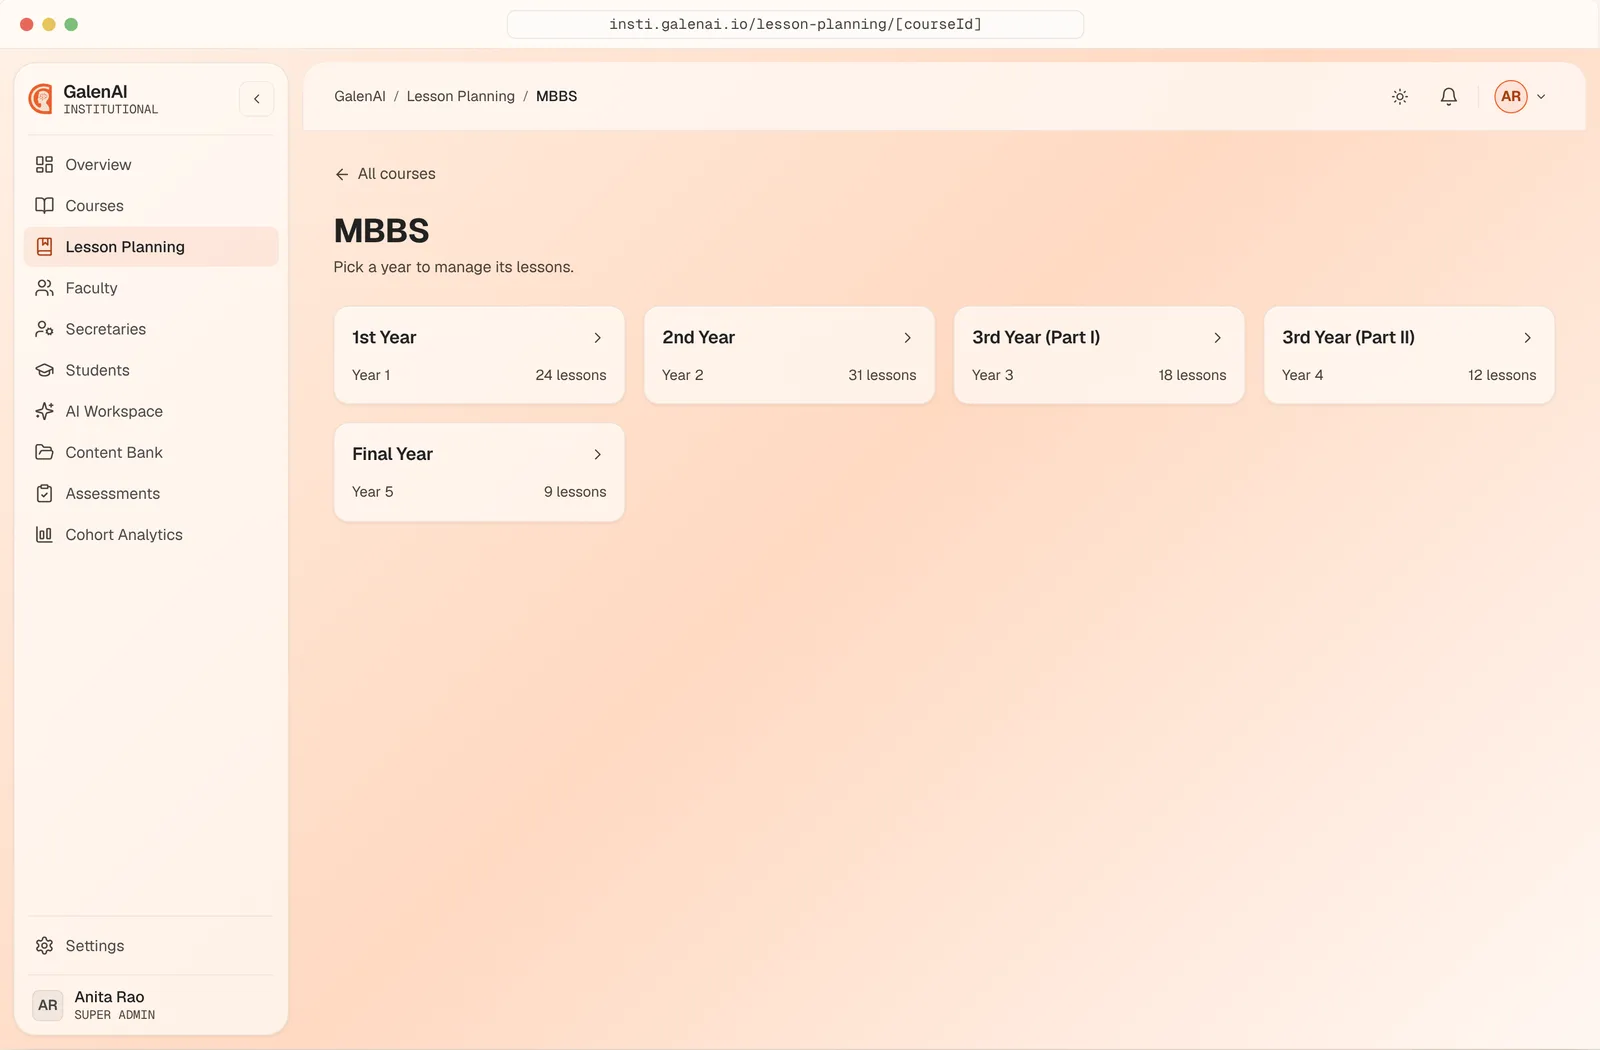 insti.galenai.io/lesson-planning/[courseId]
GalenAI
INSTITUTIONAL
Overview
Courses
Lesson Planning
Faculty
Secretaries
Students
AI Workspace
Content Bank
Assessments
Cohort Analytics
Settings
AR
Anita Rao
SUPER ADMIN
GalenAI / Lesson Planning / MBBS
AR
All courses
MBBS
Pick a year to manage its lessons.
1st Year
Year 1 24 lessons
2nd Year
Year 2 31 lessons
3rd Year (Part I)
Year 3 18 lessons
3rd Year (Part II)
Year 4 12 lessons
Final Year
Year 5 9 lessons